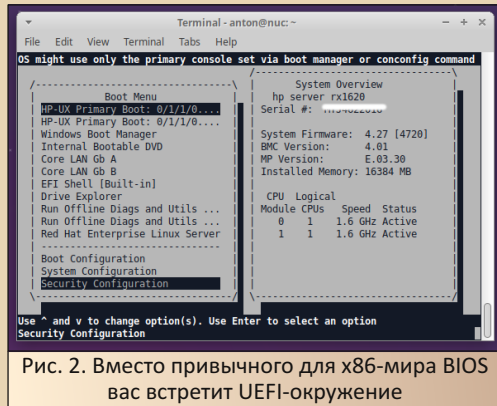 Terminal - anton@nuc: ~
File Edit View Terminal Tabs Help
OS might use only the primary console set via boot manager or conconfig command
Boot Menu
HP-UX Primary Boot: 0/1/1/0....
HP-UX Primary Boot: 0/1/1/0....
Windows Boot Manager
Internal Bootable DVD
Core LAN Gb A
Core LAN Gb B
EFI Shell [Built-in]
Drive Explorer
Run Offline Diags and Utils ...
Run Offline Diags and Utils ...
Red Hat Enterprise Linux Server
Boot Configuration
System Configuration
Security Configuration
System Overview
hp server rx1620
Serial #:
System Firmware: 4.27 [4720]
BMC Version: 4.01
MP Version: E.03.30
Installed Memory: 16384 MB
CPU Logical
Module CPUs Speed Status
0 1 1.6 GHz Active
1 1 1.6 GHz Active
Use ^ and v to change option(s). Use Enter to select an option
Security Configuration
Рис. 2. Вместо привычного для x86-мира BIOS
вас встретит UEFI-окружение